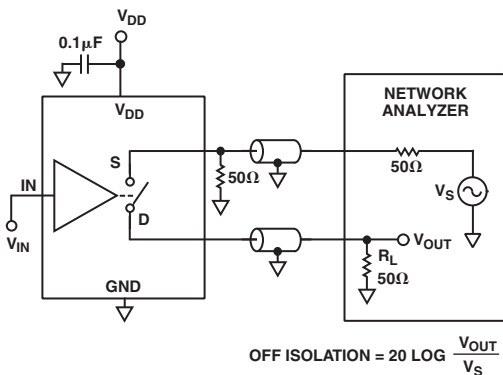 V_DD
0.1µF
V_DD
NETWORK
ANALYZER
S
50Ω
50Ω
V_S
IN
D
V_IN
V_OUT
R_L
50Ω
GND
OFF ISOLATION = 20 LOG V_OUT / V_S